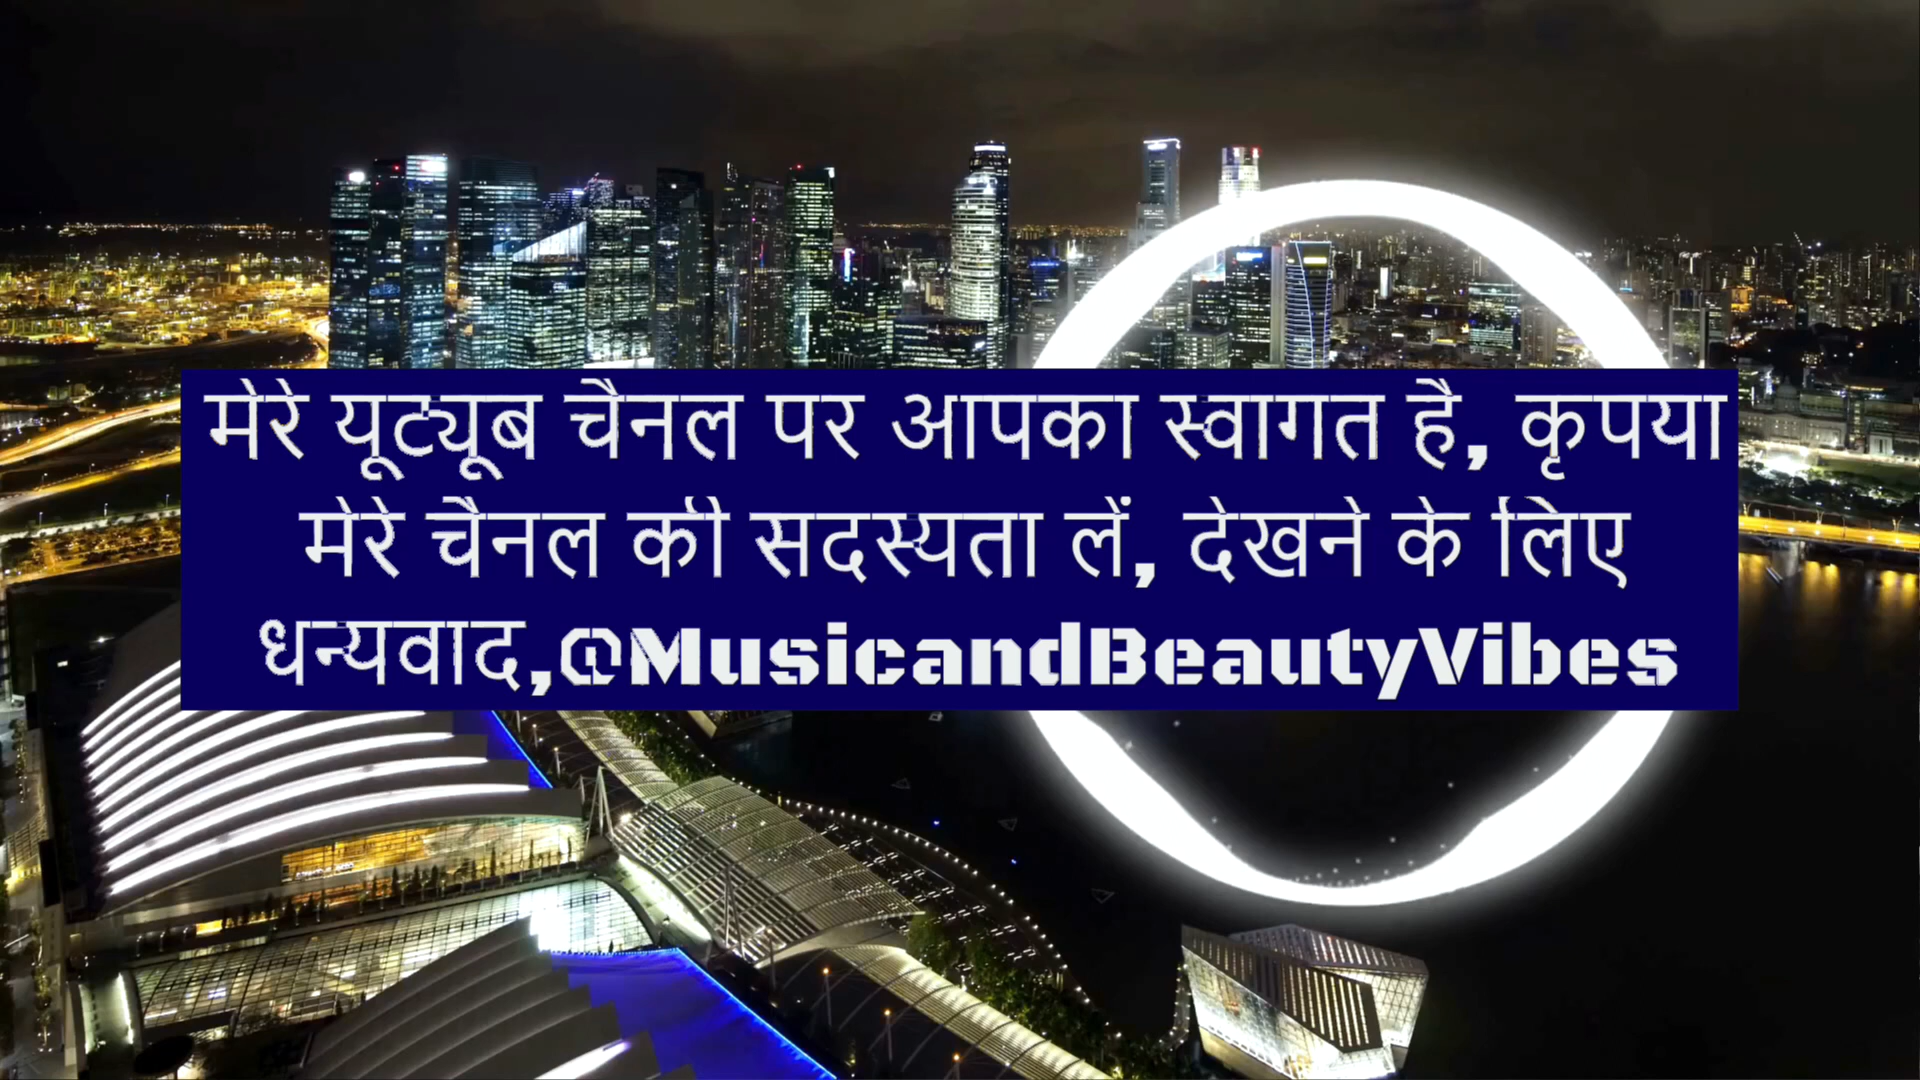 मेरे यूट्यूब चैनल पर आपका स्वागत है, कृपया
मेरे चैनल की सदस्यता लें, देखने के लिए
धन्यवाद,@MusicandBeautyVibes